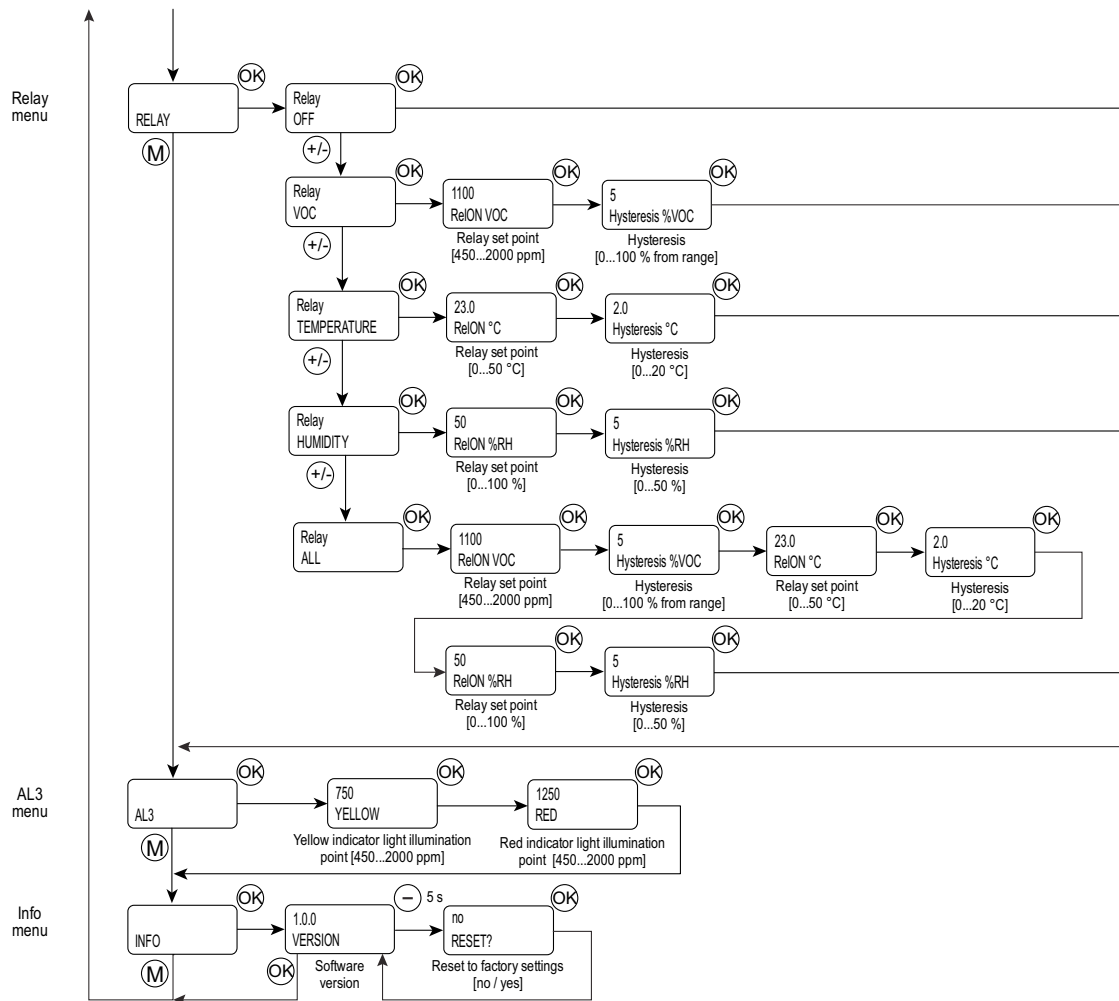 Relay
menu
RELAY
OK
M
Relay
OFF
OK
+/-
Relay
VOC
OK
1100
RelON VOC
OK
Relay set point
[450...2000 ppm]
5
Hysteresis %VOC
OK
Hysteresis
[0...100 % from range]
+/-
Relay
TEMPERATURE
OK
23.0
RelON °C
OK
Relay set point
[0...50 °C]
2.0
Hysteresis °C
OK
Hysteresis
[0...20 °C]
+/-
Relay
HUMIDITY
OK
50
RelON %RH
OK
Relay set point
[0...100 %]
5
Hysteresis %RH
OK
Hysteresis
[0...50 %]
+/-
Relay
ALL
OK
1100
RelON VOC
OK
Relay set point
[450...2000 ppm]
5
Hysteresis %VOC
OK
Hysteresis
[0...100 % from range]
23.0
RelON °C
OK
Relay set point
[0...50 °C]
2.0
Hysteresis °C
OK
Hysteresis
[0...20 °C]
50
RelON %RH
OK
Relay set point
[0...100 %]
5
Hysteresis %RH
OK
Hysteresis
[0...50 %]
AL3
menu
AL3
OK
M
750
YELLOW
OK
Yellow indicator light illumination
point [450...2000 ppm]
1250
RED
OK
Red indicator light illumination
point [450...2000 ppm]
Info
menu
INFO
OK
M
1.0.0
VERSION
OK
Software
version
− 5 s
no
RESET?
OK
Reset to factory settings
[no / yes]